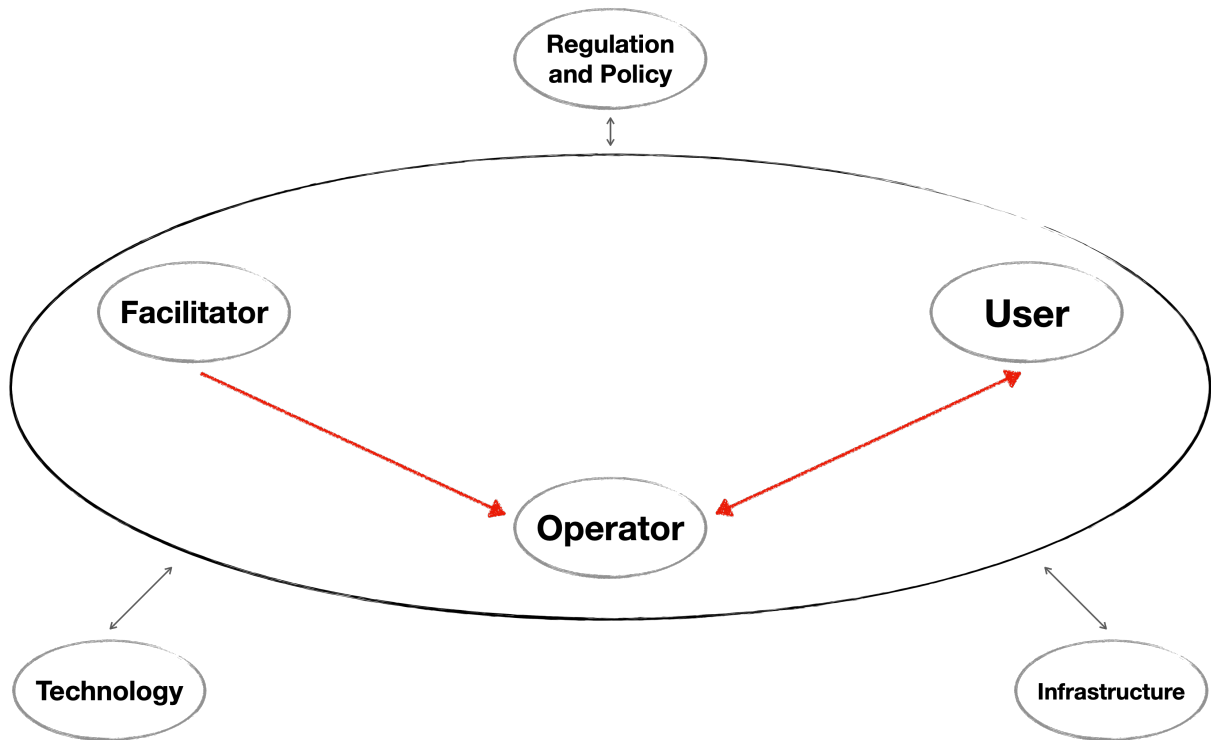 Regulation
and Policy
Facilitator
User
Operator
Technology
Infrastructure